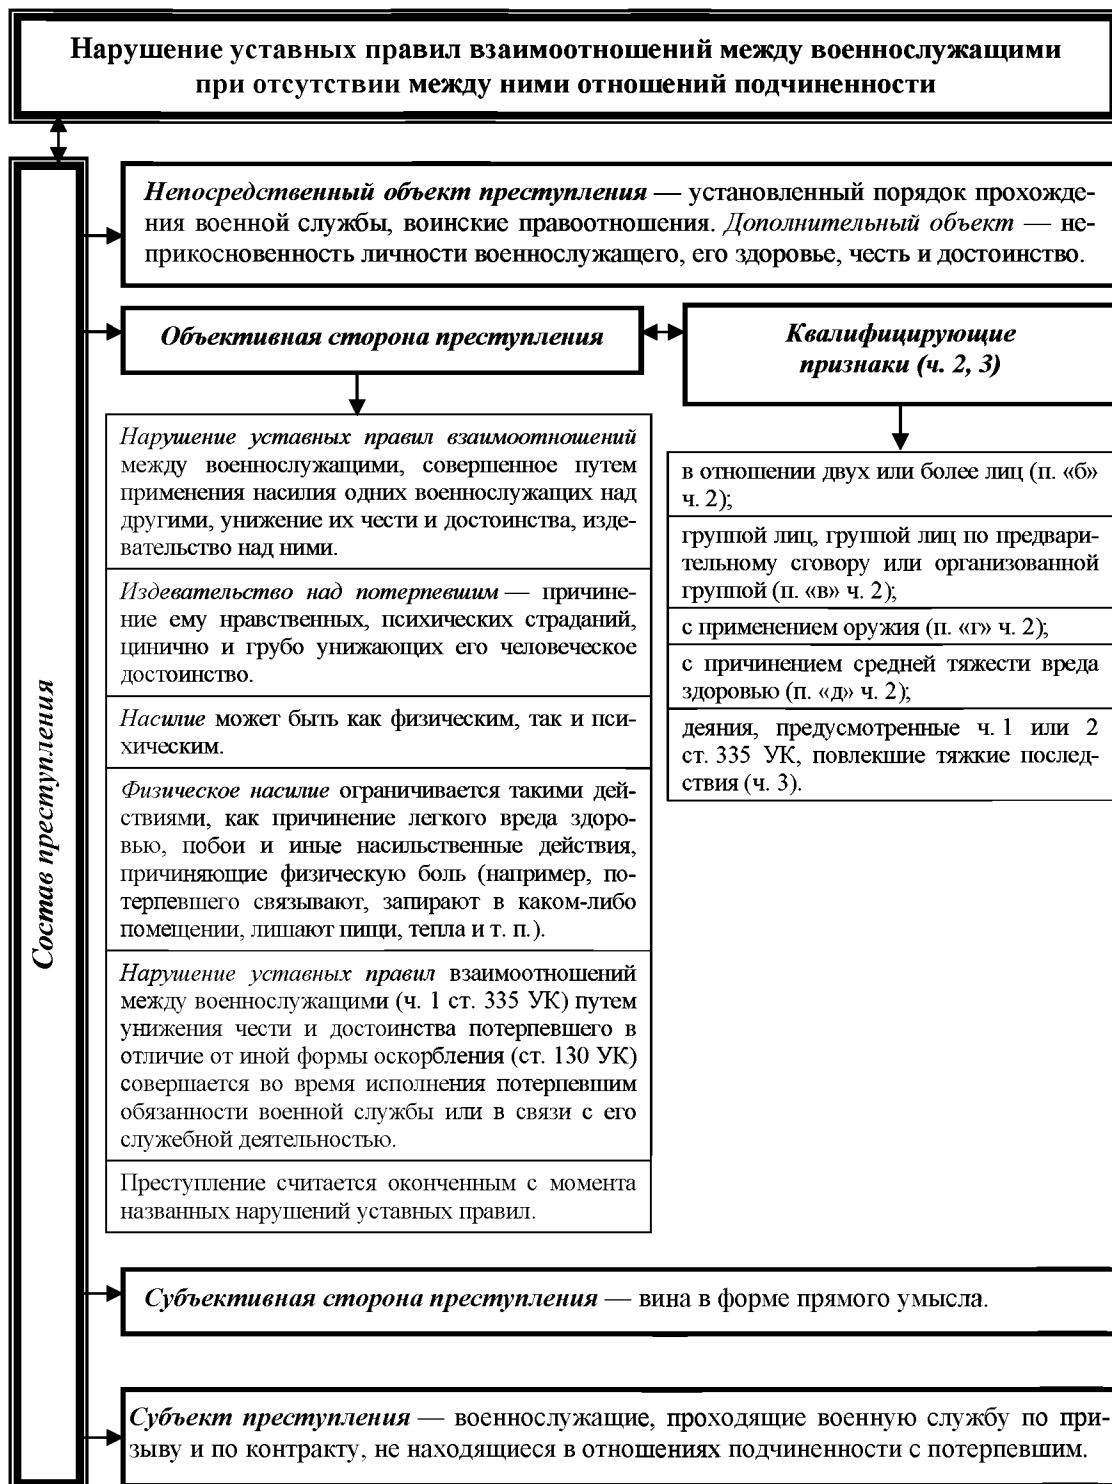 Нарушение уставных правил взаимоотношений между военнослужащими
при отсутствии между ними отношений подчиненности
Состав преступления
Непосредственный объект преступления — установленный порядок прохожде-
ния военной службы, воинские правоотношения. Дополнительный объект — не-
прикосновенность личности военнослужащего, его здоровье, честь и достоинство.
Объективная сторона преступления
Нарушение уставных правил взаимоотношений
между военнослужащими, совершенное путем
применения насилия одних военнослужащих над
другими, унижение их чести и достоинства, изде-
вательство над ними.
Издевательство над потерпевшим — причине-
ние ему нравственных, психических страданий,
цинично и грубо унижающих его человеческое
достоинство.
Насилие может быть как физическим, так и пси-
хическим.
Физическое насилие ограничивается такими дей-
ствиями, как причинение легкого вреда здоро-
вью, побои и иные насильственные действия,
причиняющие физическую боль (например, по-
терпевшего связывают, запирают в каком-либо
помещении, лишают пищи, тепла и т. п.).
Нарушение уставных правил взаимоотношений
между военнослужащими (ч. 1 ст. 335 УК) путем
унижения чести и достоинства потерпевшего в
отличие от иной формы оскорбления (ст. 130 УК)
совершается во время исполнения потерпевшим
обязанности военной службы или в связи с его
служебной деятельностью.
Преступление считается оконченным с момента
названных нарушений уставных правил.
Квалифицирующие
признаки (ч. 2, 3)
в отношении двух или более лиц (п. «б»
ч. 2);
группой лиц, группой лиц по предвари-
тельному сговору или организованной
группой (п. «в» ч. 2);
с применением оружия (п. «г» ч. 2);
с причинением средней тяжести вреда
здоровью (п. «д» ч. 2);
деяния, предусмотренные ч. 1 или 2
ст. 335 УК, повлекшие тяжкие послед-
ствия (ч. 3).
Субъективная сторона преступления — вина в форме прямого умысла.
Субъект преступления — военнослужащие, проходящие военную службу по при-
зыву и по контракту, не находящиеся в отношениях подчиненности с потерпевшим.